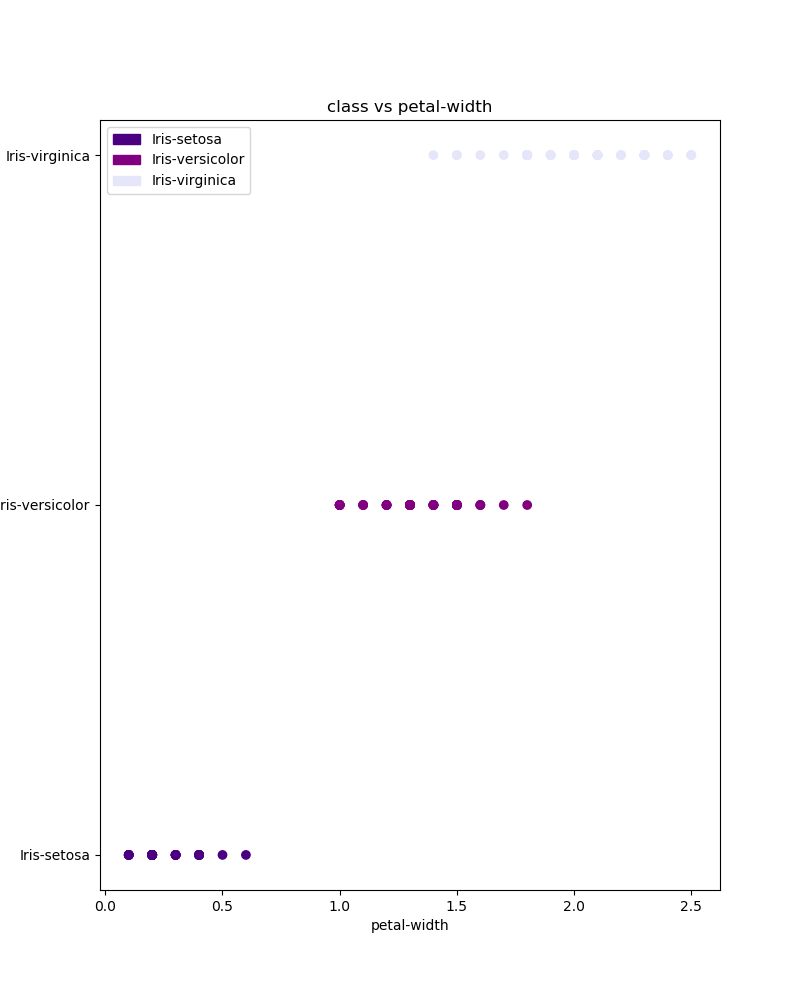 class vs petal-width
Iris-setosa
Iris-versicolor
Iris-virginica
Iris-virginica
ris-versicolor
Iris-setosa
0.0 0.5 1.0 1.5 2.0 2.5
petal-width